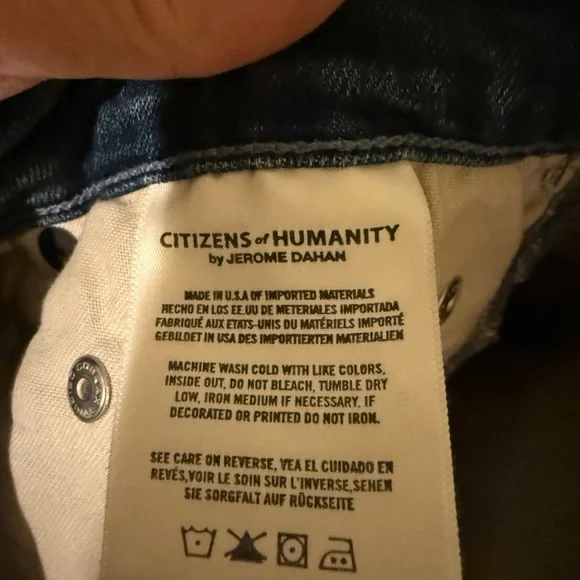 CITIZENS of HUMANITY
by JEROME DAHAN
MADE IN U.S.A OF IMPORTED MATERIALS
HECHO EN LOS EE.UU DE METERIALES IMPORTADA
FABRIQUÉ AUX ETATS-UNIS DU MATÉRIELS IMPORTÉ
GEBILDET IN USA DES IMPORTIERTEN MATERIALIEN
MACHINE WASH COLD WITH LIKE COLORS,
INSIDE OUT, DO NOT BLEACH, TUMBLE DRY
LOW, IRON MEDIUM IF NECESSARY, IF
DECORATED OR PRINTED DO NOT IRON.
SEE CARE ON REVERSE, VEA EL CUIDADO EN
REVÉS,VOIR LE SOIN SUR L'INVERSE,SEHEN
SIE SORGFALT AUF RÜCKSEITE